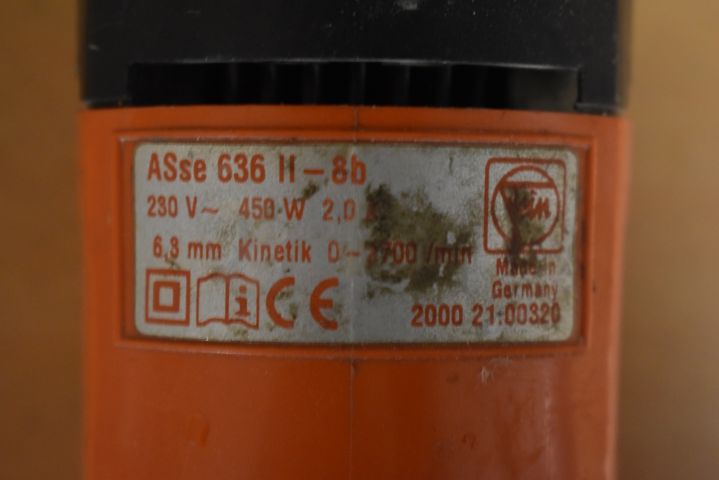 ASse 636 II-8b
230 V~ 450 W 2,0
6,3 mm Kinetik 0-2700 /min
Fein
Made in
Germany
i
CE
2000 21:00320